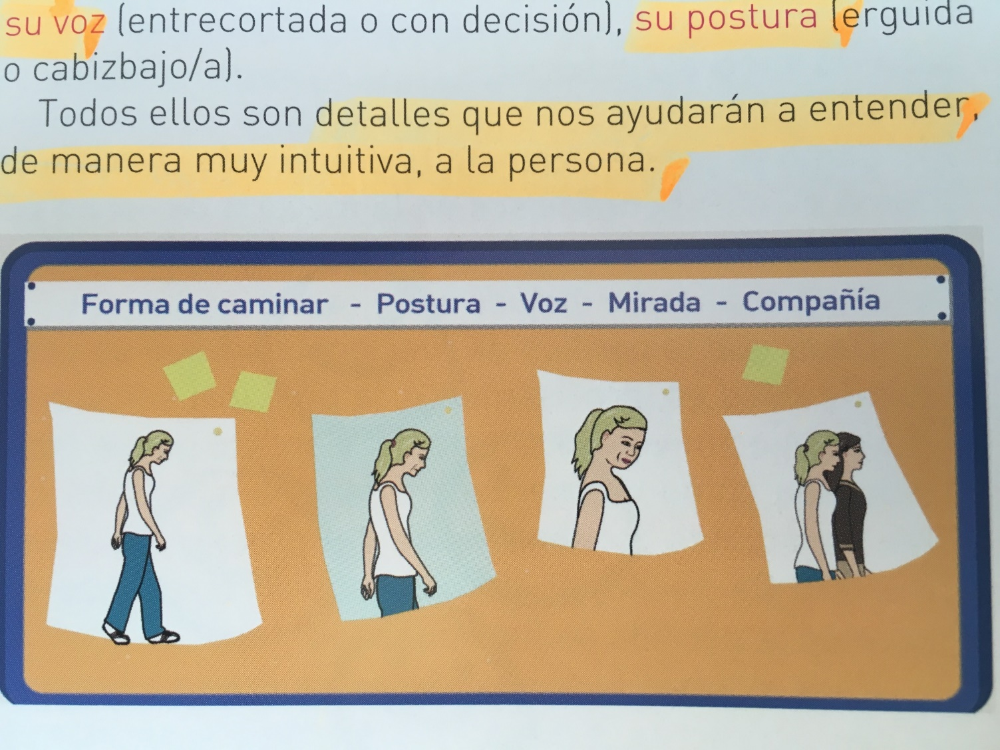 su voz (entrecortada o con decisión), su postura (erguida
o cabizbajo/a).
Todos ellos son detalles que nos ayudarán a entender,
de manera muy intuitiva, a la persona.
Forma de caminar - Postura - Voz - Mirada - Compañía